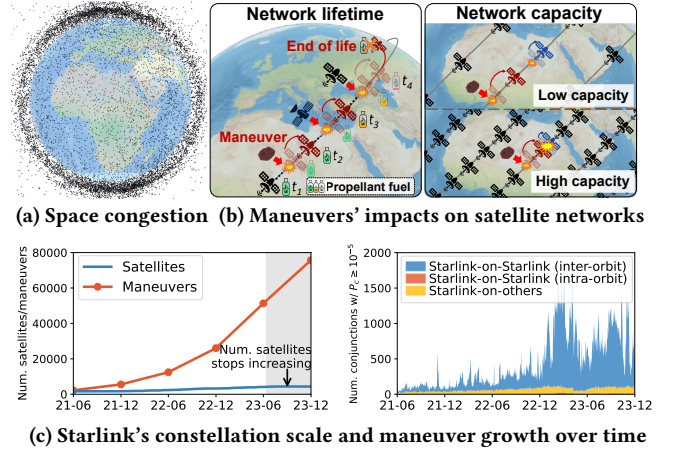 Network lifetime
End of life
t4
t3
Maneuver
t2
t1
Propellant fuel
Network capacity
Low capacity
High capacity
(a) Space congestion (b) Maneuvers' impacts on satellite networks
Num. satellites/maneuvers
80000
60000
40000
20000
0
Satellites
Maneuvers
Num. satellites
stops increasing
21-06 21-12 22-06 22-12 23-06 23-12
Num. conjunctions w/ Pc ≥ 10⁻⁵
2000
1500
1000
500
0
Starlink-on-Starlink (inter-orbit)
Starlink-on-Starlink (intra-orbit)
Starlink-on-others
21-06 21-12 22-06 22-12 23-06 23-12
(c) Starlink's constellation scale and maneuver growth over time